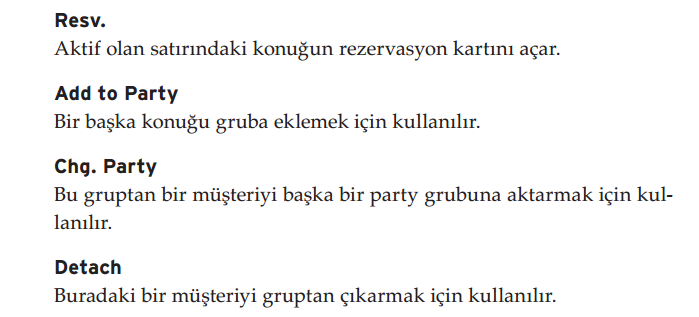 Resv.
Aktif olan satırındaki konuğun rezervasyon kartını açar.
Add to Party
Bir başka konuğu gruba eklemek için kullanılır.
Chg. Party
Bu gruptan bir müşteriyi başka bir party grubuna aktarmak için kul-
lanılır.
Detach
Buradaki bir müşteriyi gruptan çıkarmak için kullanılır.